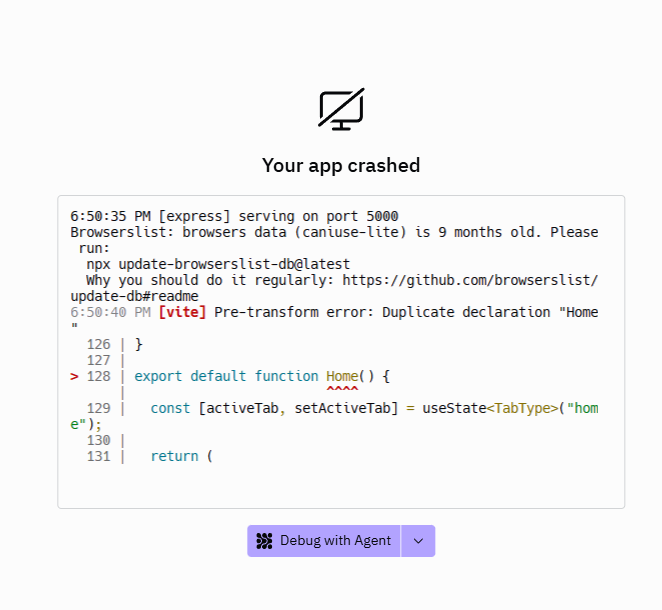 Your app crashed
6:50:35 PM [express] serving on port 5000
Browserslist: browsers data (caniuse-lite) is 9 months old. Please
run:
npx update-browserslist-db@latest
Why you should do it regularly: https://github.com/browserslist/
update-db#readme
6:50:40 PM [vite] Pre-transform error: Duplicate declaration "Home
"
126 | }
127 |
> 128 | export default function Home() {
| ^^^^
129 | const [activeTab, setActiveTab] = useState<TabType>("hom
e");
130 |
131 | return (
Debug with Agent